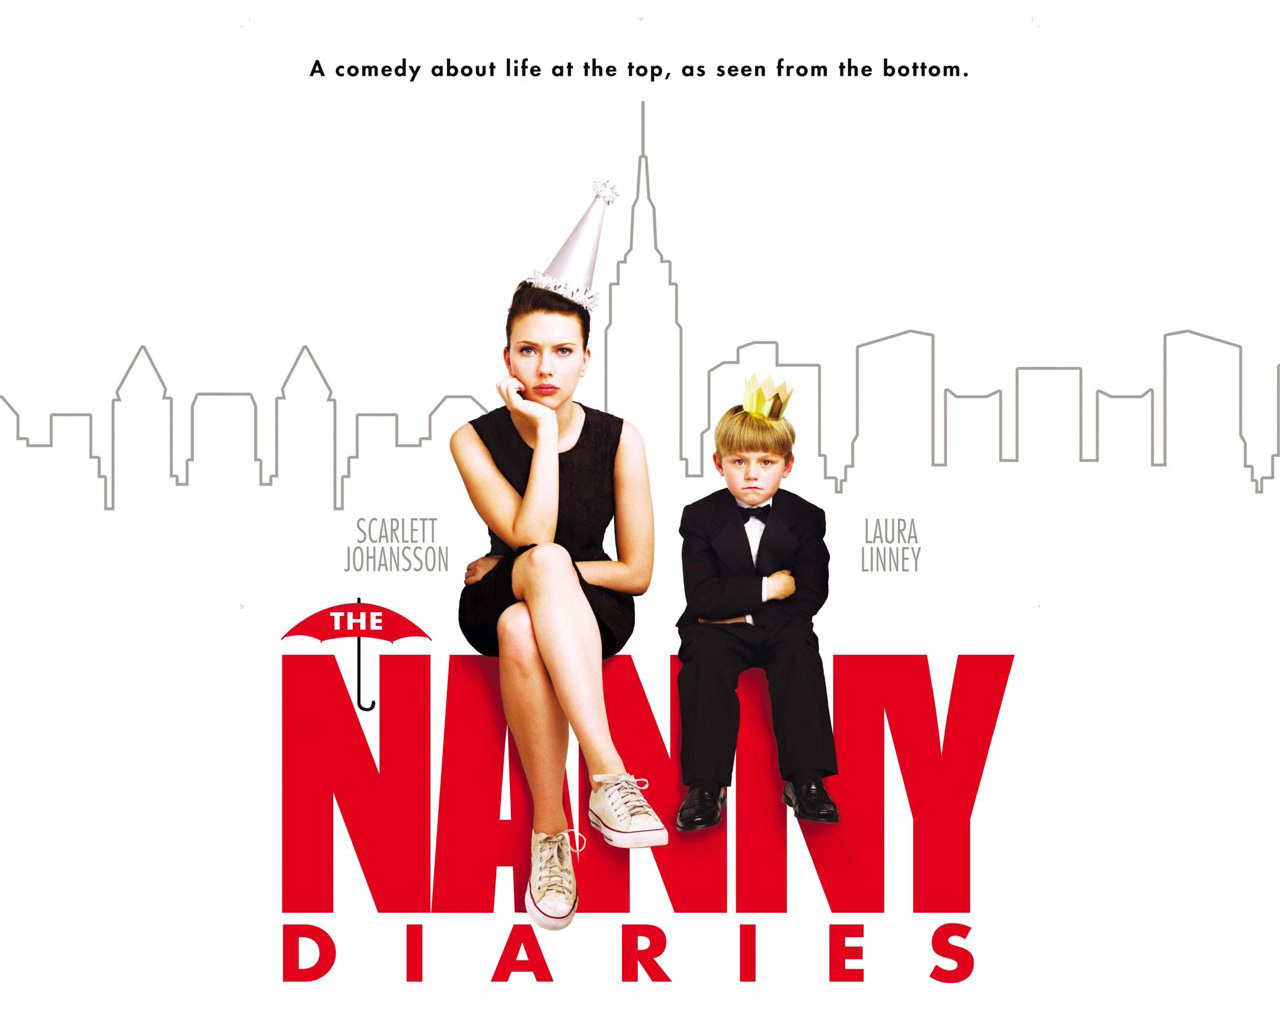 A comedy about life at the top, as seen from the bottom.
SCARLETT
JOHANSSON
LAURA
LINNEY
THE
NANNY
DIARIES